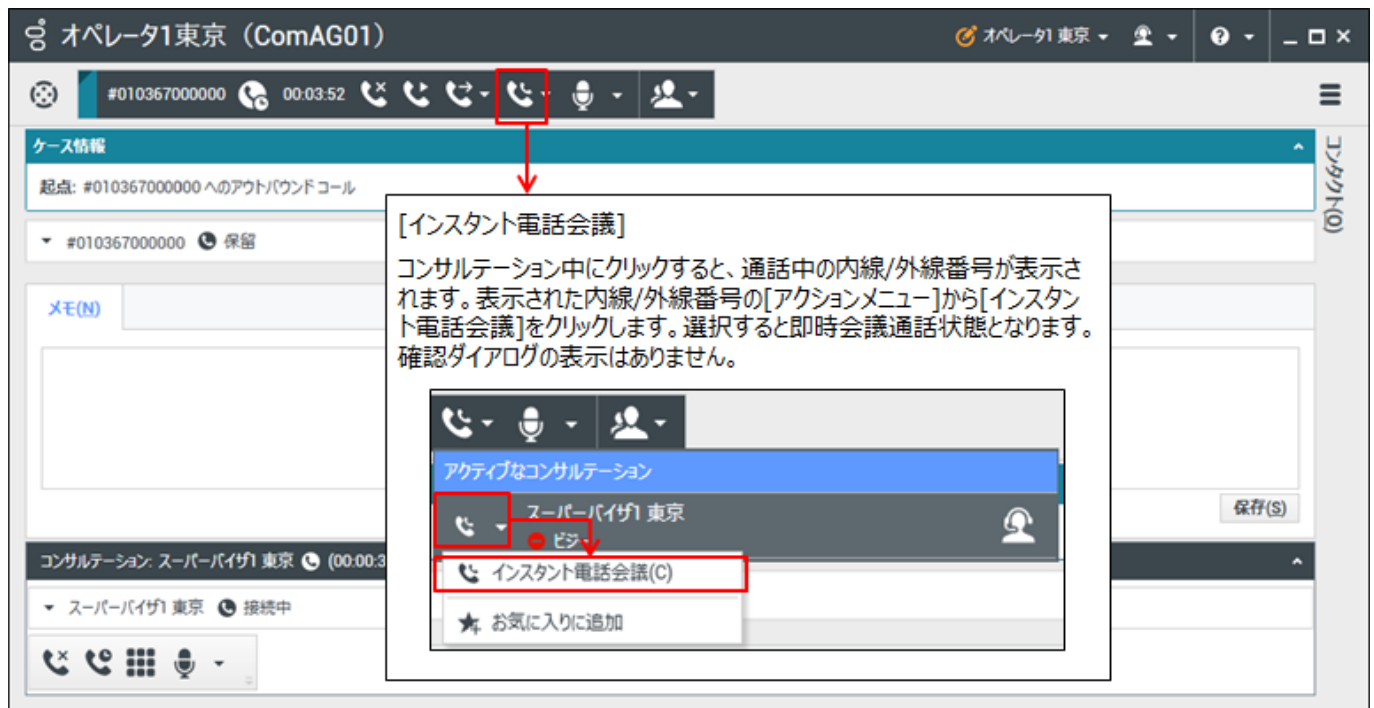 オペレータ1東京（ComAG01）
オペレータ1 東京
#010367000000 00:03:52
ケース情報
起点: #010367000000 へのアウトバウンド コール
#010367000000 保留
コンタクト(O)
メモ(N)
[インスタント電話会議]
コンサルテーション中にクリックすると、通話中の内線/外線番号が表示さ
れます。表示された内線/外線番号の[アクションメニュー]から[インスタン
ト電話会議]をクリックします。選択すると即時会議通話状態となります。
確認ダイアログの表示はありません。
アクティブなコンサルテーション
スーパーバイザ1 東京
ビジー
インスタント電話会議(C)
お気に入りに追加
保存(S)
コンサルテーション: スーパーバイザ1 東京 (00:00:3
スーパーバイザ1 東京 接続中